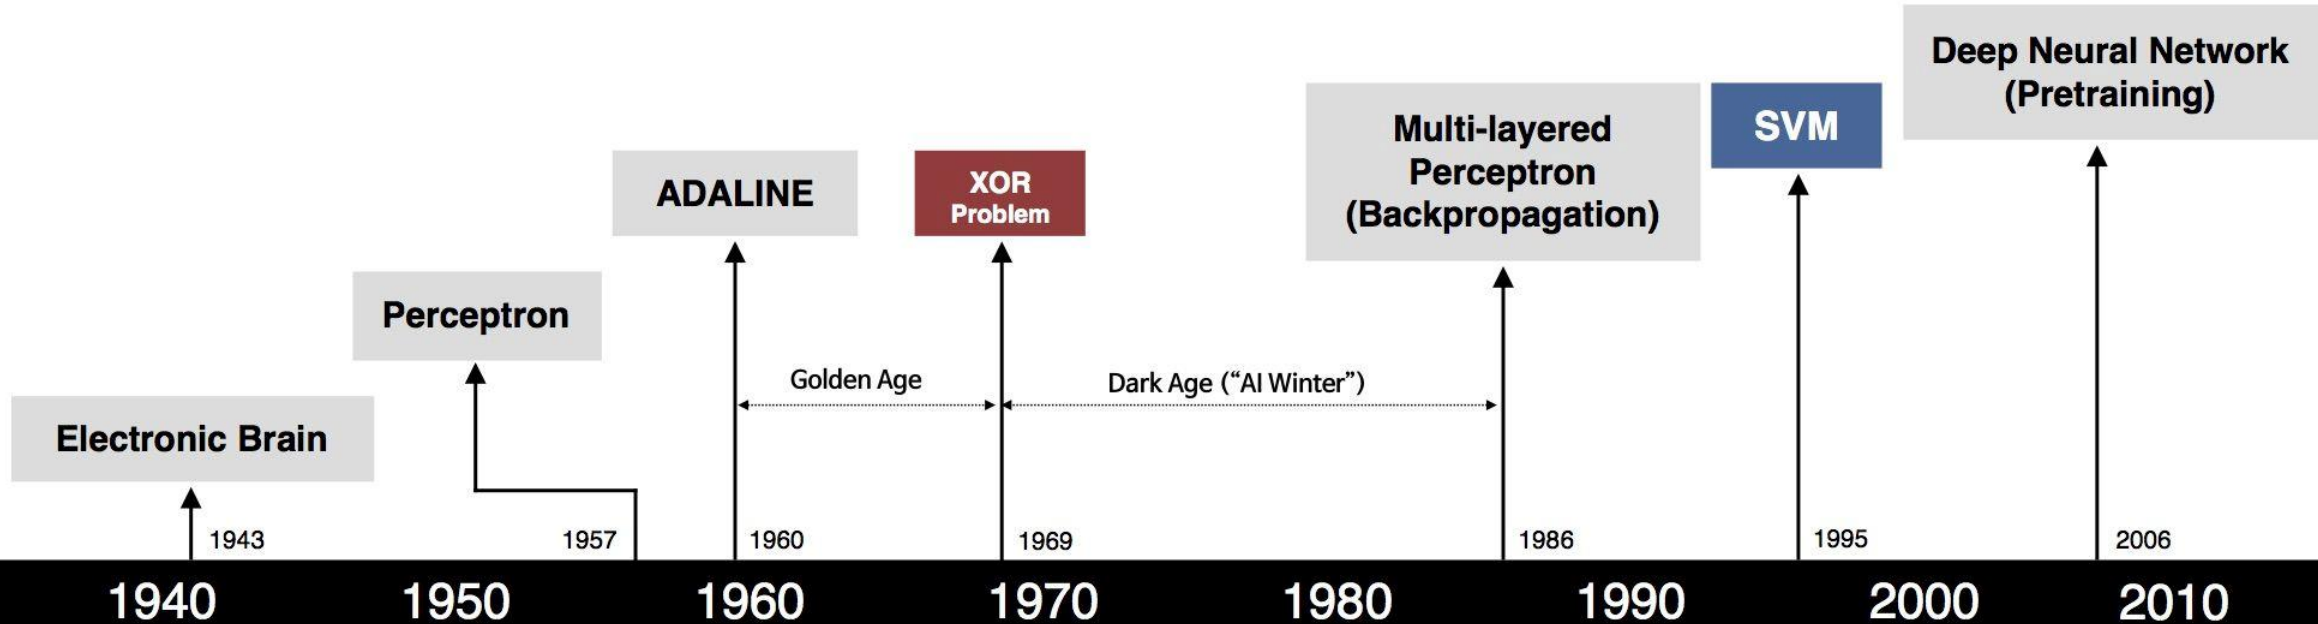 Deep Neural Network
(Pretraining)
Multi-layered
Perceptron
(Backpropagation)
SVM
ADALINE
XOR
Problem
Perceptron
Golden Age
Dark Age (“AI Winter”)
Electronic Brain
1943
1957
1960
1969
1986
1995
2006
1940
1950
1960
1970
1980
1990
2000
2010